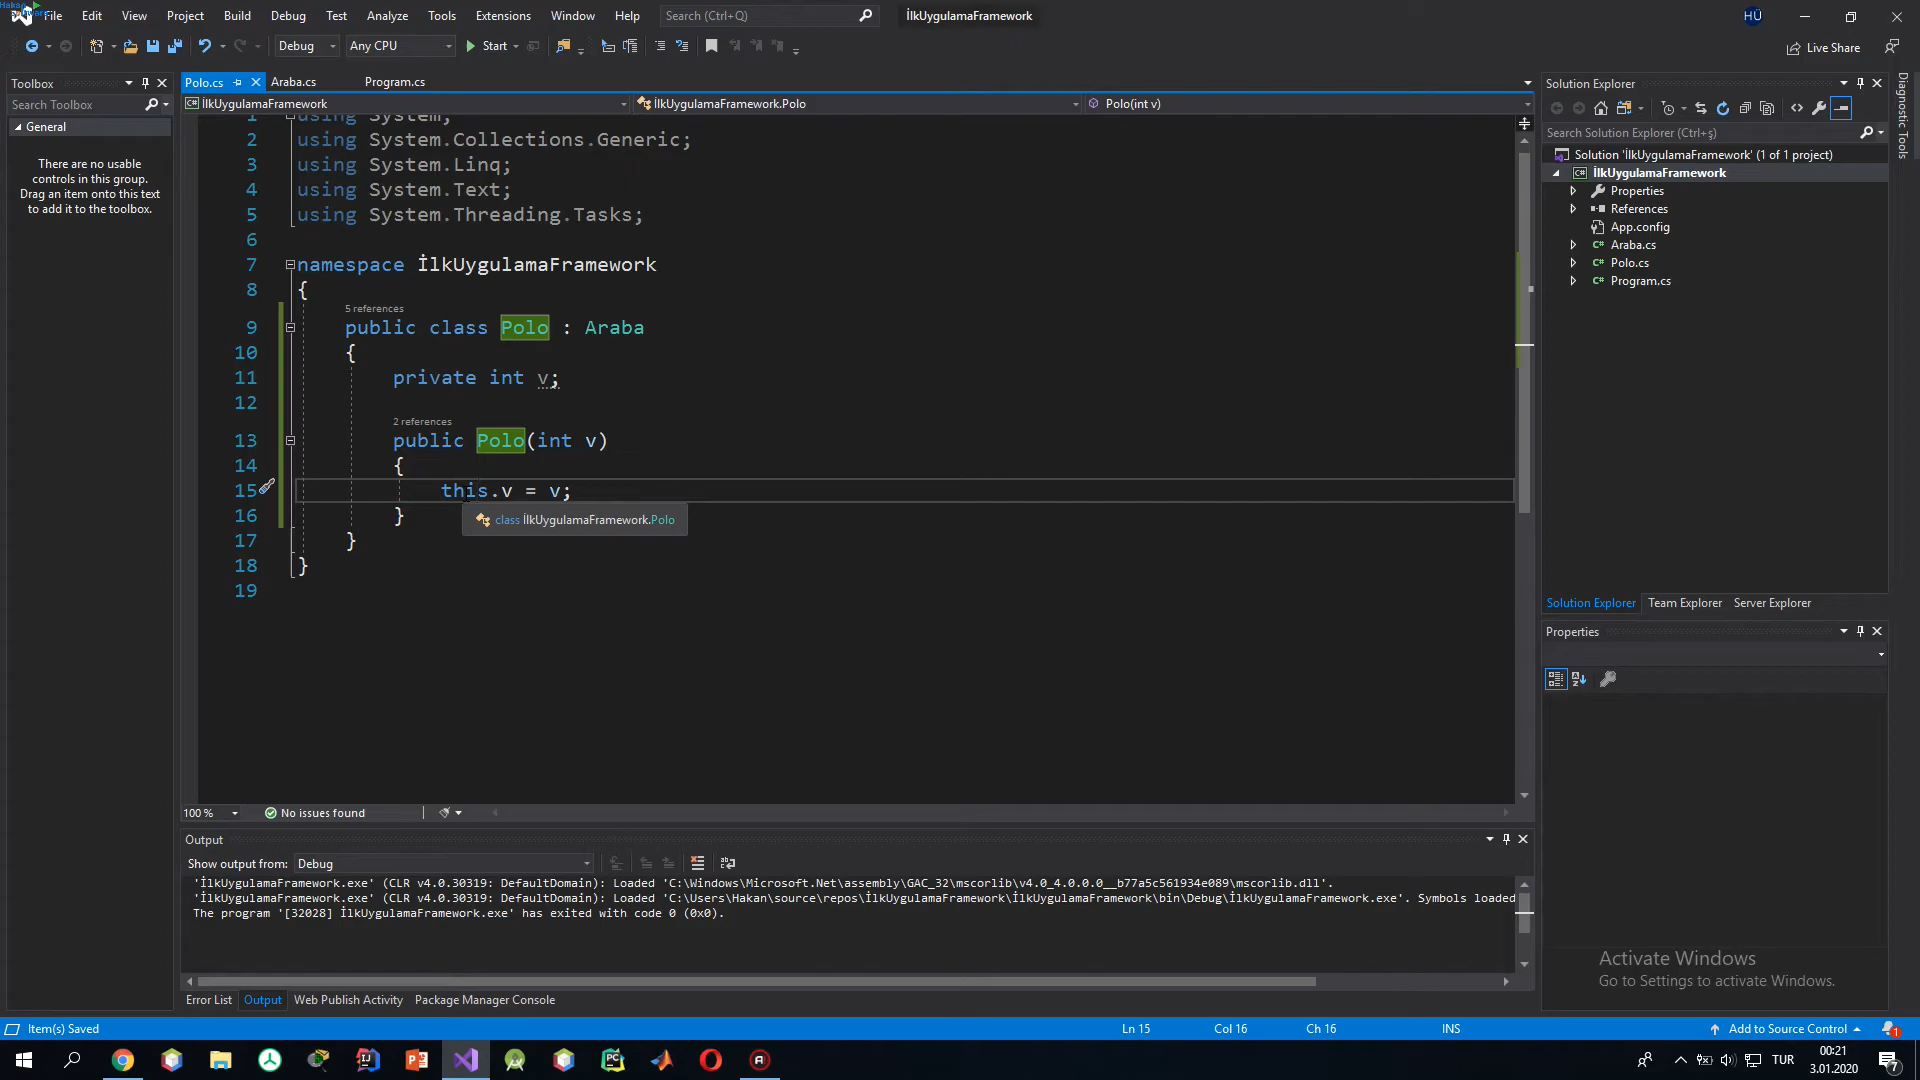 File Edit View Project Build Debug Test Analyze Tools Extensions Window Help Search (Ctrl+Q) İlkUygulamaFramework HÜ
Debug Any CPU Start Live Share
Toolbox
Search Toolbox
General
There are no usable
controls in this group.
Drag an item onto this text
to add it to the toolbox.
Polo.cs Araba.cs Program.cs
İlkUygulamaFramework İlkUygulamaFramework.Polo Polo(int v)
1 using System;
2 using System.Collections.Generic;
3 using System.Linq;
4 using System.Text;
5 using System.Threading.Tasks;
6
7 namespace İlkUygulamaFramework
8 {
5 references
9 public class Polo : Araba
10 {
11 private int v;
12
2 references
13 public Polo(int v)
14 {
15 this.v = v;
16 }
class İlkUygulamaFramework.Polo
17 }
18 }
19
100 % No issues found
Output
Show output from: Debug
'İlkUygulamaFramework.exe' (CLR v4.0.30319: DefaultDomain): Loaded 'C:\Windows\Microsoft.Net\assembly\GAC_32\mscorlib\v4.0_4.0.0.0__b77a5c561934e089\mscorlib.dll'.
'İlkUygulamaFramework.exe' (CLR v4.0.30319: DefaultDomain): Loaded 'C:\Users\Hakan\source\repos\İlkUygulamaFramework\İlkUygulamaFramework\bin\Debug\İlkUygulamaFramework.exe'. Symbols loaded
The program '[32028] İlkUygulamaFramework.exe' has exited with code 0 (0x0).
Error List Output Web Publish Activity Package Manager Console
Solution Explorer
Search Solution Explorer (Ctrl+ş)
Solution 'İlkUygulamaFramework' (1 of 1 project)
İlkUygulamaFramework
Properties
References
App.config
Araba.cs
Polo.cs
Program.cs
Solution Explorer Team Explorer Server Explorer
Properties
Diagnostic Tools
Activate Windows
Go to Settings to activate Windows.
Item(s) Saved Ln 15 Col 16 Ch 16 INS Add to Source Control 1
TUR
00:21
3.01.2020
7